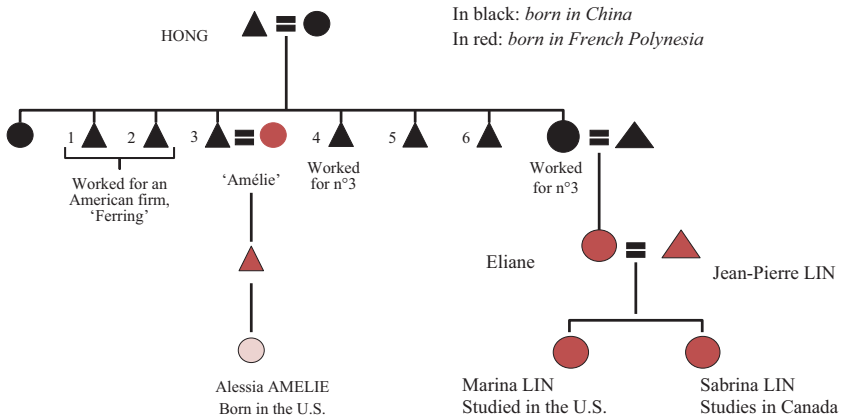 In black: born in China
HONG
In red: born in French Polynesia
1
2
3
4
5
6
Worked for an
American firm,
‘Ferring’
‘Amélie’
Worked
for n°3
Worked
for n°3
Eliane
Jean-Pierre LIN
Alessia AMELIE
Born in the U.S.
Marina LIN
Studied in the U.S.
Sabrina LIN
Studies in Canada